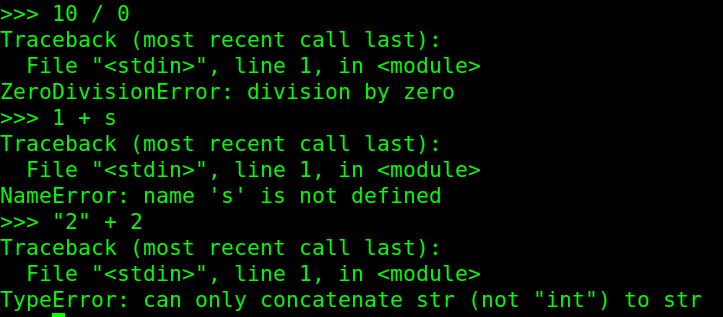 >>> 10 / 0
Traceback (most recent call last):
  File "<stdin>", line 1, in <module>
ZeroDivisionError: division by zero
>>> 1 + s
Traceback (most recent call last):
  File "<stdin>", line 1, in <module>
NameError: name 's' is not defined
>>> "2" + 2
Traceback (most recent call last):
  File "<stdin>", line 1, in <module>
TypeError: can only concatenate str (not "int") to str